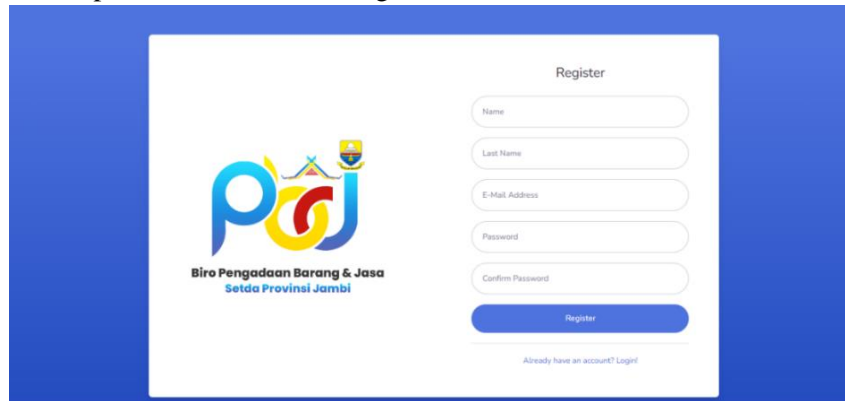 Biro Pengadaan Barang & Jasa
Setda Provinsi Jambi
Register
Name
Last Name
E-Mail Address
Password
Confirm Password
Register
Already have an account? Login!